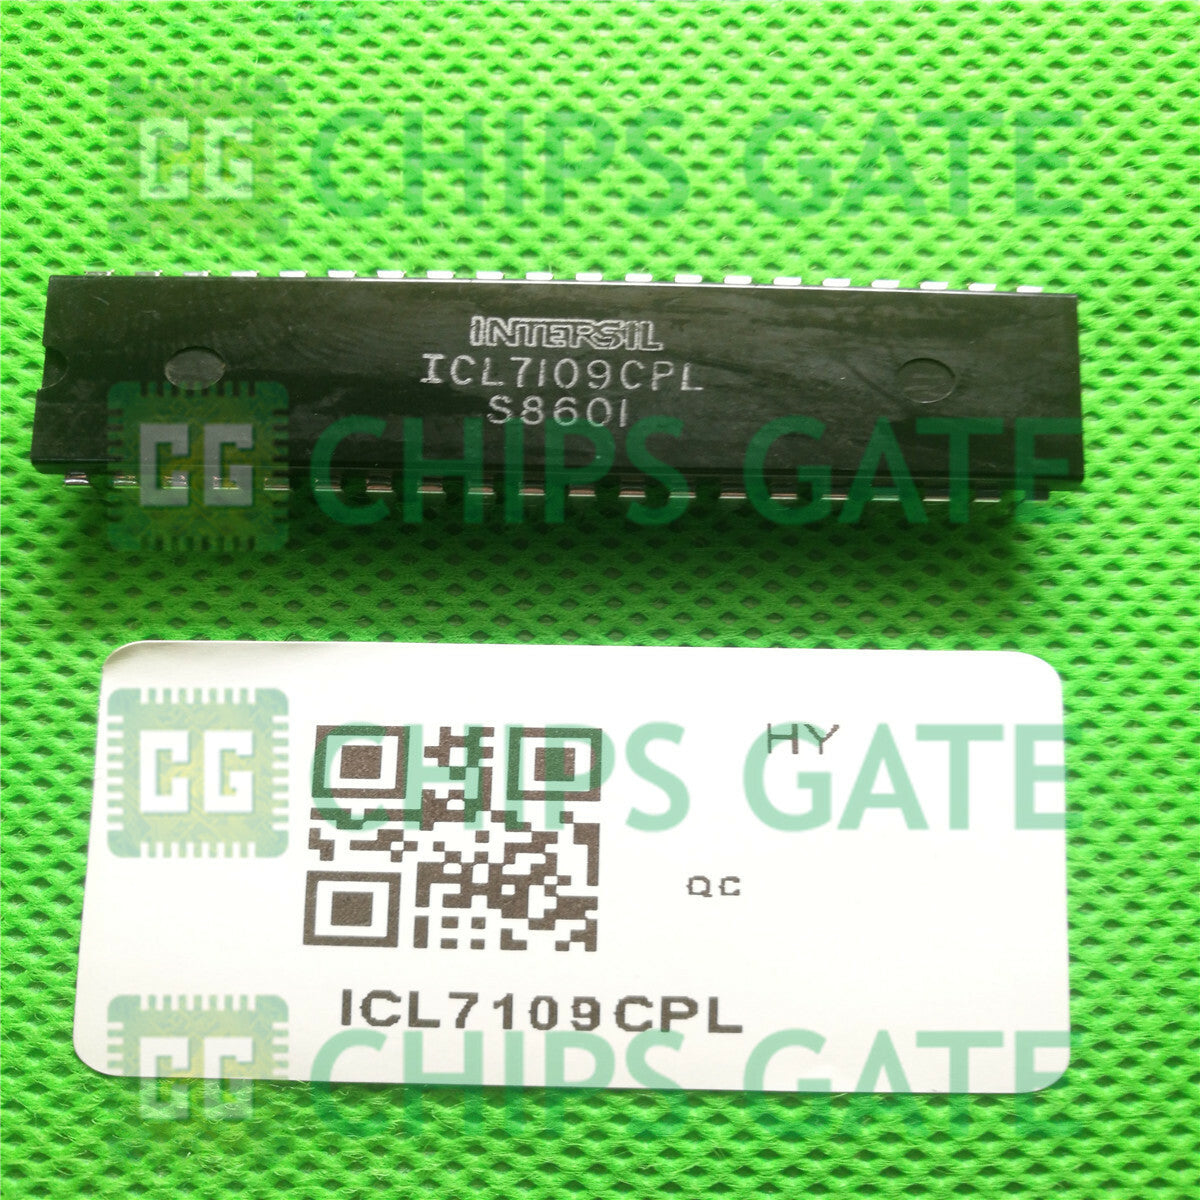 CG CHIPS GATE
INTERSIL
ICL7109CPL
S8601
CG CHIPS GATE
HY
CG CHIPS GATE
QC
ICL7109CPL
CG CHIPS GATE